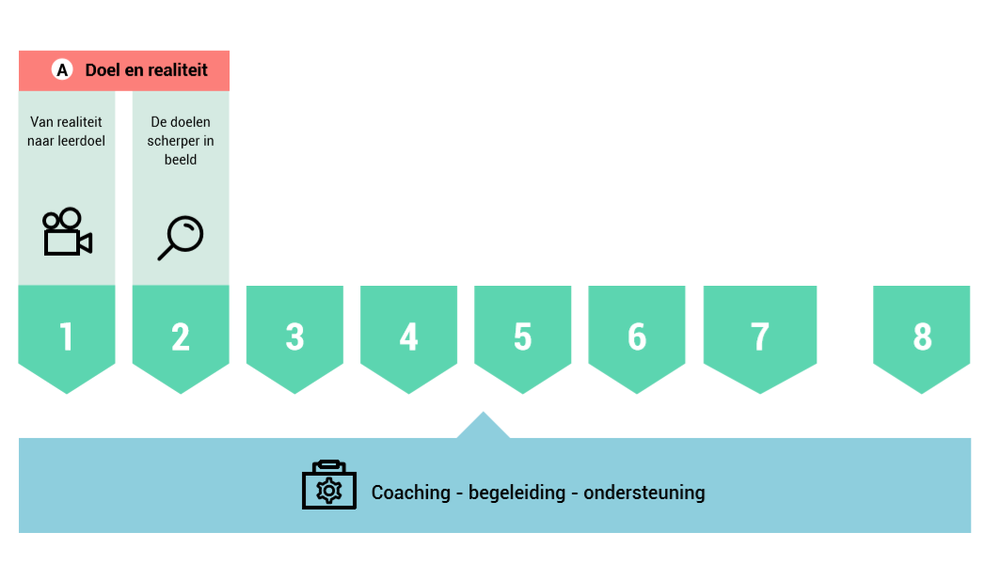 A Doel en realiteit
Van realiteit
naar leerdoel
De doelen
scherper in
beeld
1 2 3 4 5 6 7 8
Coaching - begeleiding - ondersteuning